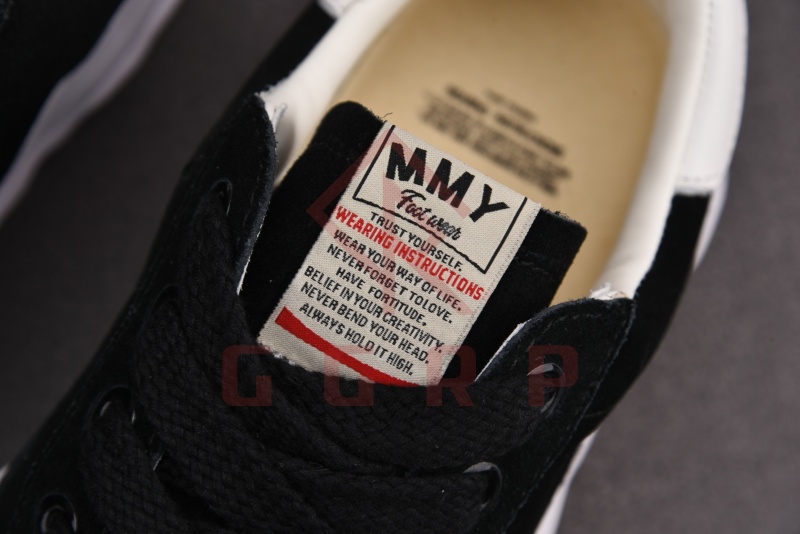 MMY
Footwear
TRUST YOURSELF.
WEARING INSTRUCTIONS
WEAR YOUR WAY OF LIFE.
NEVER FORGET TO LOVE.
HAVE FORTITUDE,
BELIEF IN YOUR CREATIVITY.
NEVER BEND YOUR HEAD.
ALWAYS HOLD IT HIGH.
GGRP